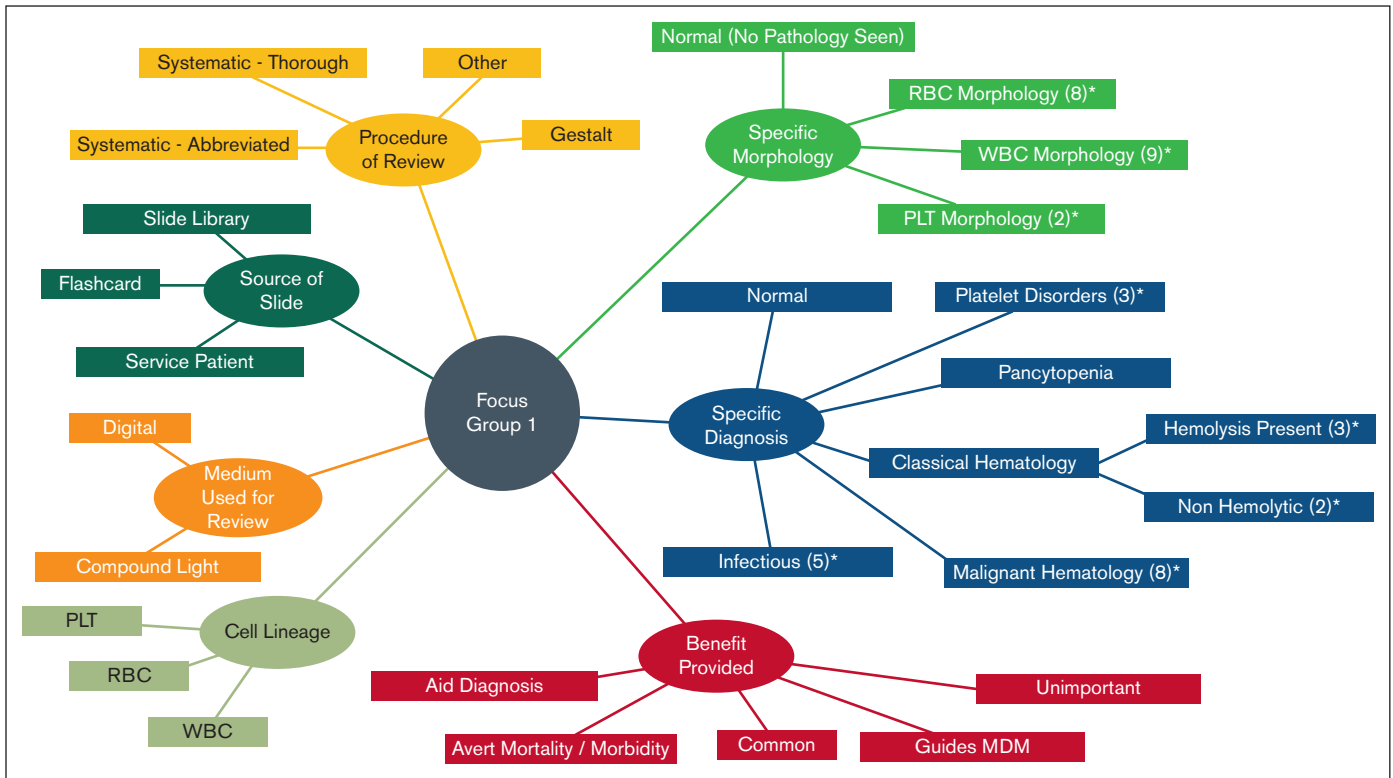 Normal (No Pathology Seen)
Systematic - Thorough
Other
RBC Morphology (8)*
Procedure
of Review
Gestalt
Specific
Morphology
Systematic - Abbreviated
WBC Morphology (9)*
Slide Library
PLT Morphology (2)*
Flashcard
Source of
Slide
Normal
Platelet Disorders (3)*
Service Patient
Pancytopenia
Focus
Group 1
Specific
Diagnosis
Digital
Hemolysis Present (3)*
Classical Hematology
Medium
Used for
Review
Non Hemolytic (2)*
Compound Light
Infectious (5)*
Malignant Hematology (8)*
PLT
Cell Lineage
RBC
WBC
Benefit
Provided
Aid Diagnosis
Unimportant
Avert Mortality / Morbidity
Common
Guides MDM